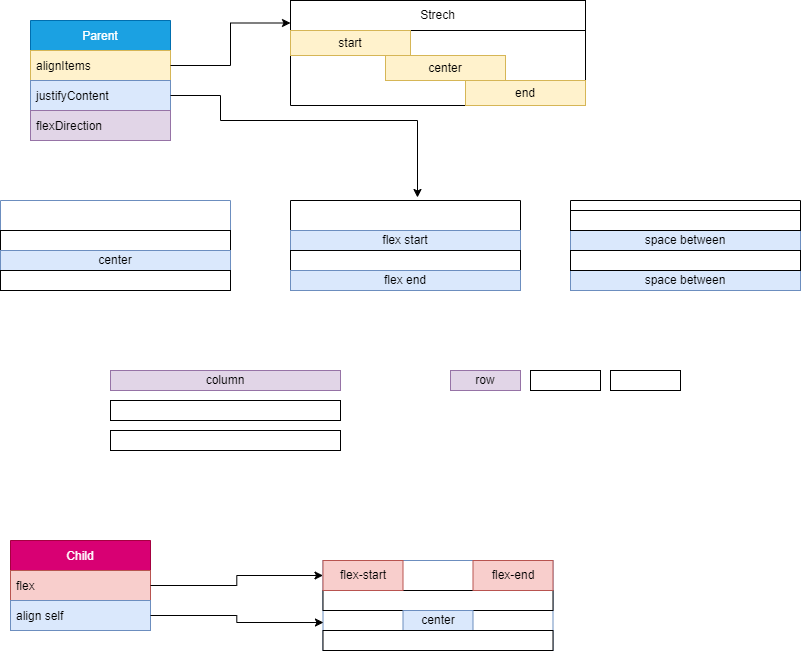 Strech
Parent
start
alignItems
center
justifyContent
end
flexDirection
flex start
space between
center
flex end
space between
column
row
Child
flex-start
flex-end
flex
align self
center